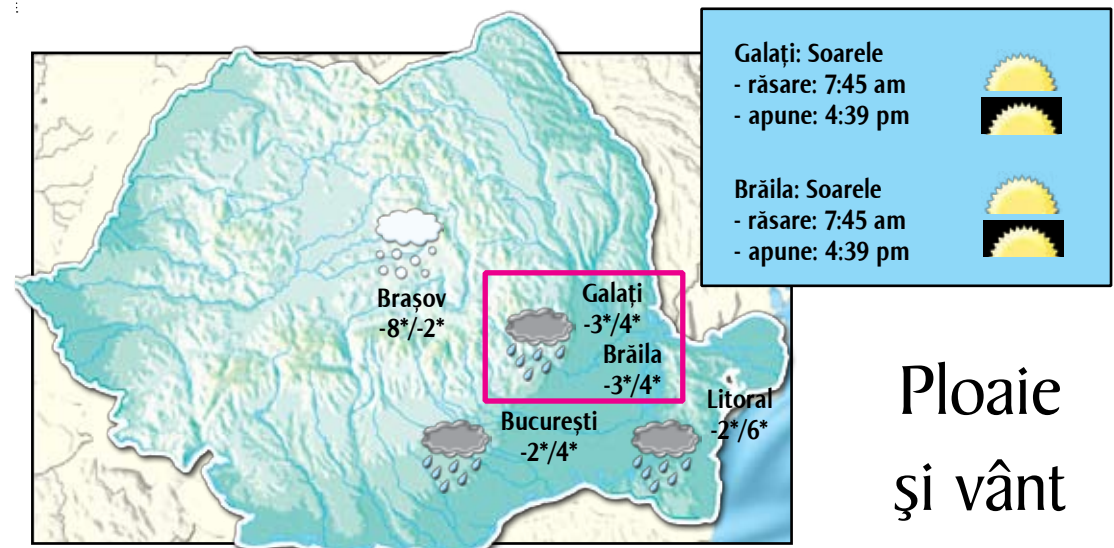 Galați: Soarele
- răsare: 7:45 am
- apune: 4:39 pm
Brăila: Soarele
- răsare: 7:45 am
- apune: 4:39 pm
Brașov
-8*/-2*
Galați
-3*/4*
Brăila
-3*/4*
București
-2*/4*
Litoral
-2*/6*
Ploaie
şi vânt